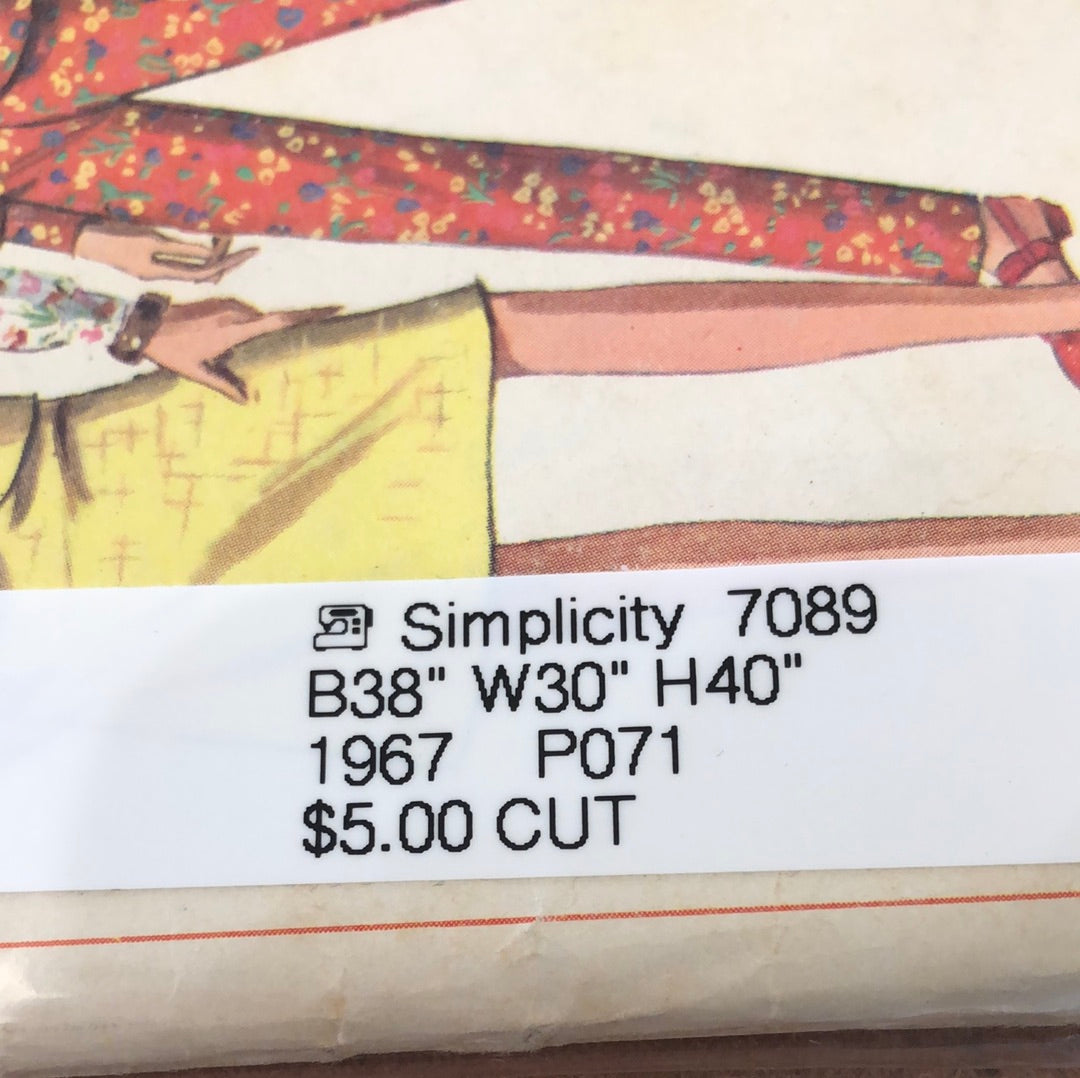 Simplicity 7089
B38" W30" H40"
1967 P071
$5.00 CUT